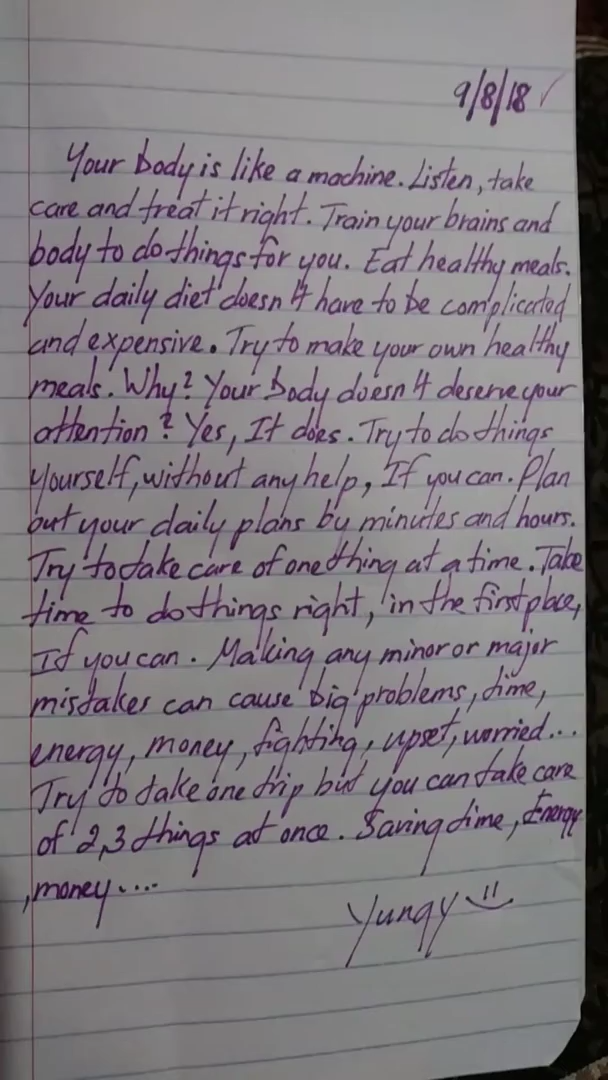 9/8/18 ✓
Your body is like a machine. Listen, take
care and treat it right. Train your brains and
body to do things for you. Eat healthy meals.
Your daily diet doesn't have to be complicated
and expensive. Try to make your own healthy
meals. Why? Your body doesn't deserve your
attention? Yes, It does. Try to do things
yourself, without any help, If you can. Plan
out your daily plans by minutes and hours.
Try to take care of one thing at a time. Take
time to do things right, in the first place,
If you can. Making any minor or major
mistakes can cause big problems, time,
energy, money, fighting, upset, worried...
Try to take one trip but you can take care
of 2,3 things at once. Saving time, Energy
, money....
Yungy